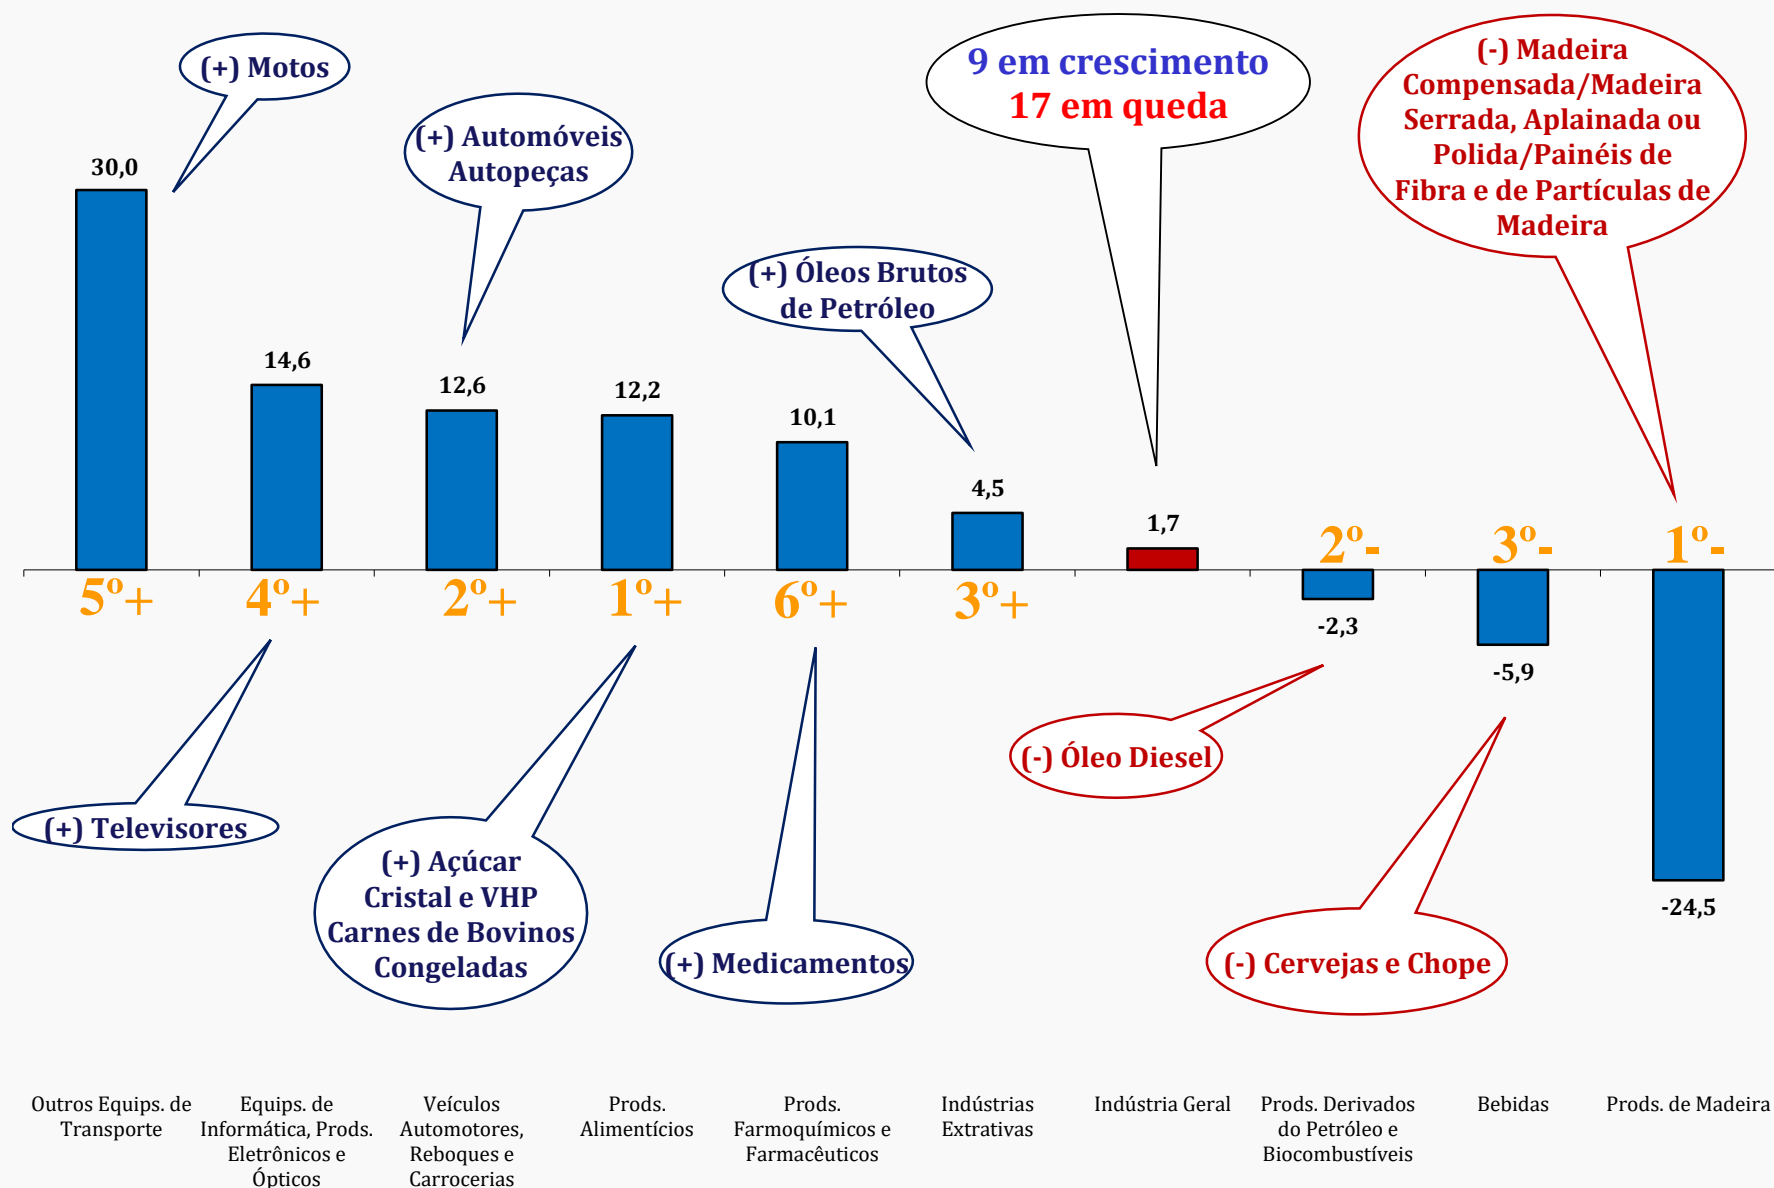 (+) Motos
(+) Automóveis
Autopeças
9 em crescimento
17 em queda
(-) Madeira
Compensada/Madeira
Serrada, Aplainada ou
Polida/Painéis de
Fibra e de Partículas de
Madeira
(+) Óleos Brutos
de Petróleo
30,0
14,6
12,6
12,2
10,1
4,5
1,7
2º-
3º-
1º-
5º+
4º+
2º+
1º+
6º+
3º+
-2,3
-5,9
-24,5
(-) Óleo Diesel
(+) Televisores
(+) Açúcar
Cristal e VHP
Carnes de Bovinos
Congeladas
(+) Medicamentos
(-) Cervejas e Chope
Outros Equips. de
Transporte
Equips. de
Informática, Prods.
Eletrônicos e
Ópticos
Veículos
Automotores,
Reboques e
Carrocerias
Prods.
Alimentícios
Prods.
Farmoquímicos e
Farmacêuticos
Indústrias
Extrativas
Indústria Geral
Prods. Derivados
do Petróleo e
Biocombustíveis
Bebidas
Prods. de Madeira